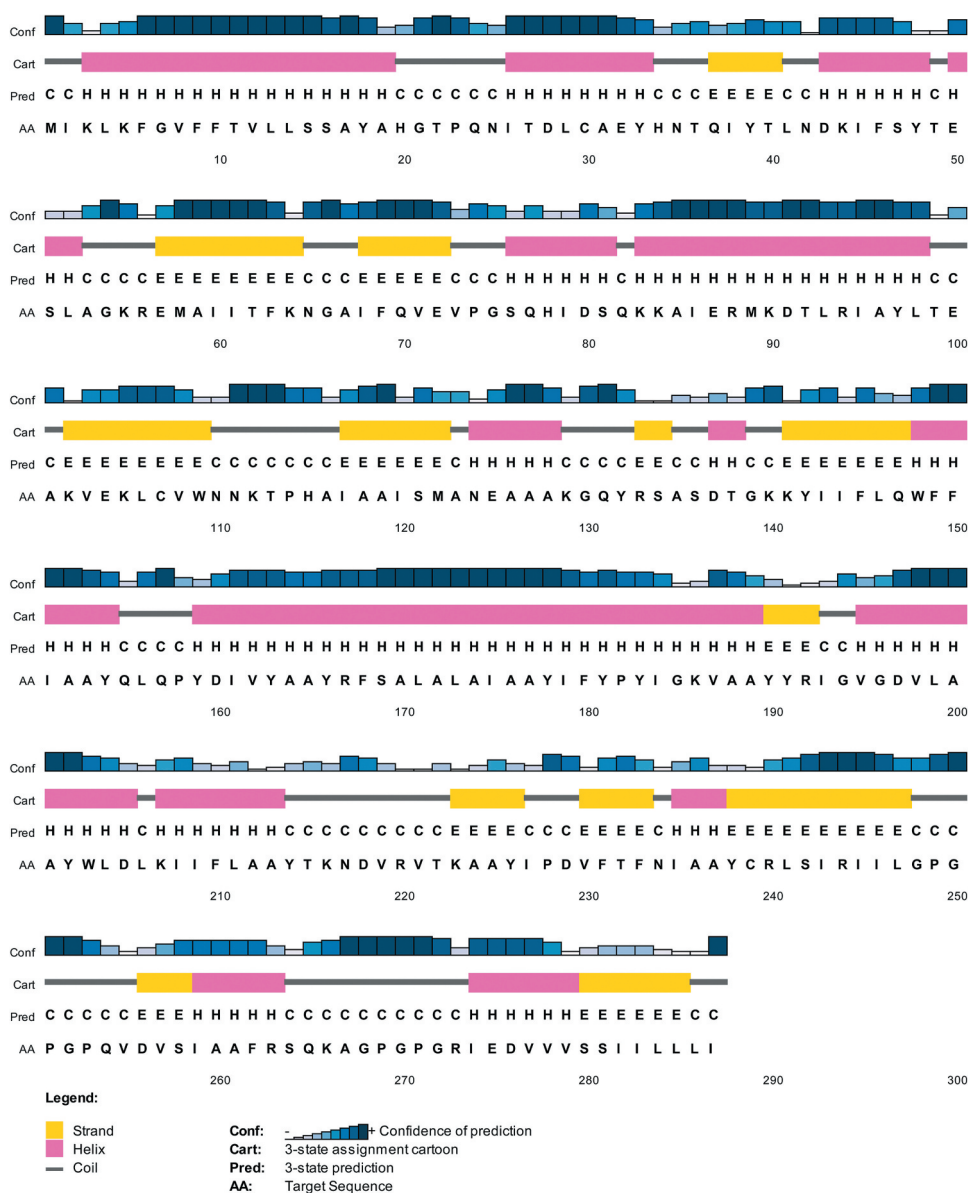 Conf
Cart
Pred C C H H H H H H H H H H H H H H H H H C C C C C C H H H H H H H H C C C E E E E C C H H H H H H C H
AA M I K L K F G V F F T V L L S S A Y A H G T P Q N I T D L C A E Y H N T Q I Y T L N D K I F S Y T E
10 20 30 40 50
Conf
Cart
Pred H H C C C C E E E E E E E E C C C E E E E E C C C H H H H H H C H H H H H H H H H H H H H H H H C C
AA S L A G K R E M A I I T F K N G A I F Q V E V P G S Q H I D S Q K K A I E R M K D T L R I A Y L T E
60 70 80 90 100
Conf
Cart
Pred C E E E E E E E E C C C C C C C E E E E E E C H H H H H C C C C E E C C H H C C E E E E E E E H H H
AA A K V E K L C V W N N K T P H A I A A I S M A N E A A A K G Q Y R S A S D T G K K Y I I F L Q W F F
110 120 130 140 150
Conf
Cart
Pred H H H H C C C C H H H H H H H H H H H H H H H H H H H H H H H H H H H H H H H E E E C C H H H H H H
AA I A A Y Q L Q P Y D I V Y A A Y R F S A L A L A I A A Y I F Y P Y I G K V A A Y Y R I G V G D V L A
160 170 180 190 200
Conf
Cart
Pred H H H H H C H H H H H H H C C C C C C C C C E E E E C C C E E E E C H H H E E E E E E E E E E C C C
AA A Y W L D L K I I F L A A Y T K N D V R V T K A A Y I P D V F T F N I A A Y C R L S I R I I L G P G
210 220 230 240 250
Conf
Cart
Pred C C C C C E E E H H H H H C C C C C C C C C C H H H H H H E E E E E E C C
AA P G P Q V D V S I A A F R S Q K A G P G P G R I E D V V V S S I I L L L I
260 270 280 290 300
Legend:
Strand
Helix
Coil
Conf: - + Confidence of prediction
Cart: 3-state assignment cartoon
Pred: 3-state prediction
AA: Target Sequence